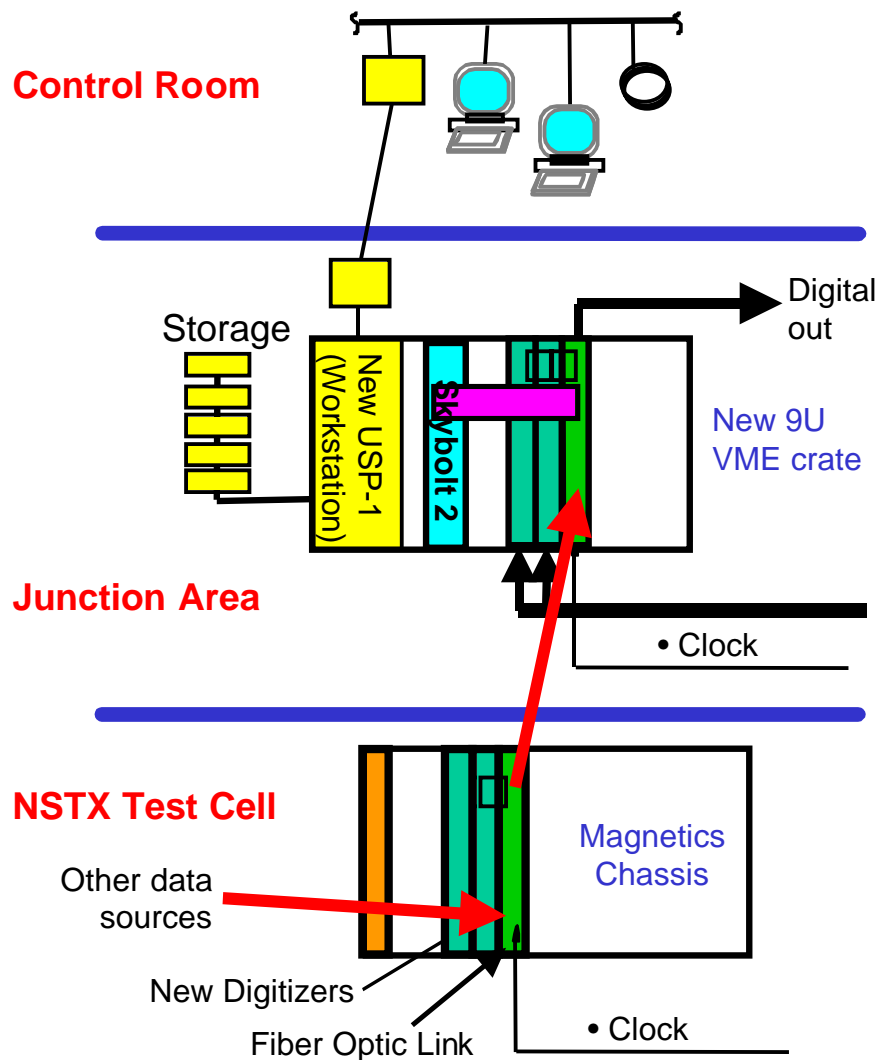 Control Room
Digital
out
Storage
New USP-1
(Workstation)
Skybolt 2
New 9U
VME crate
Junction Area
• Clock
NSTX Test Cell
Magnetics
Chassis
Other data
sources
New Digitizers
Fiber Optic Link
• Clock